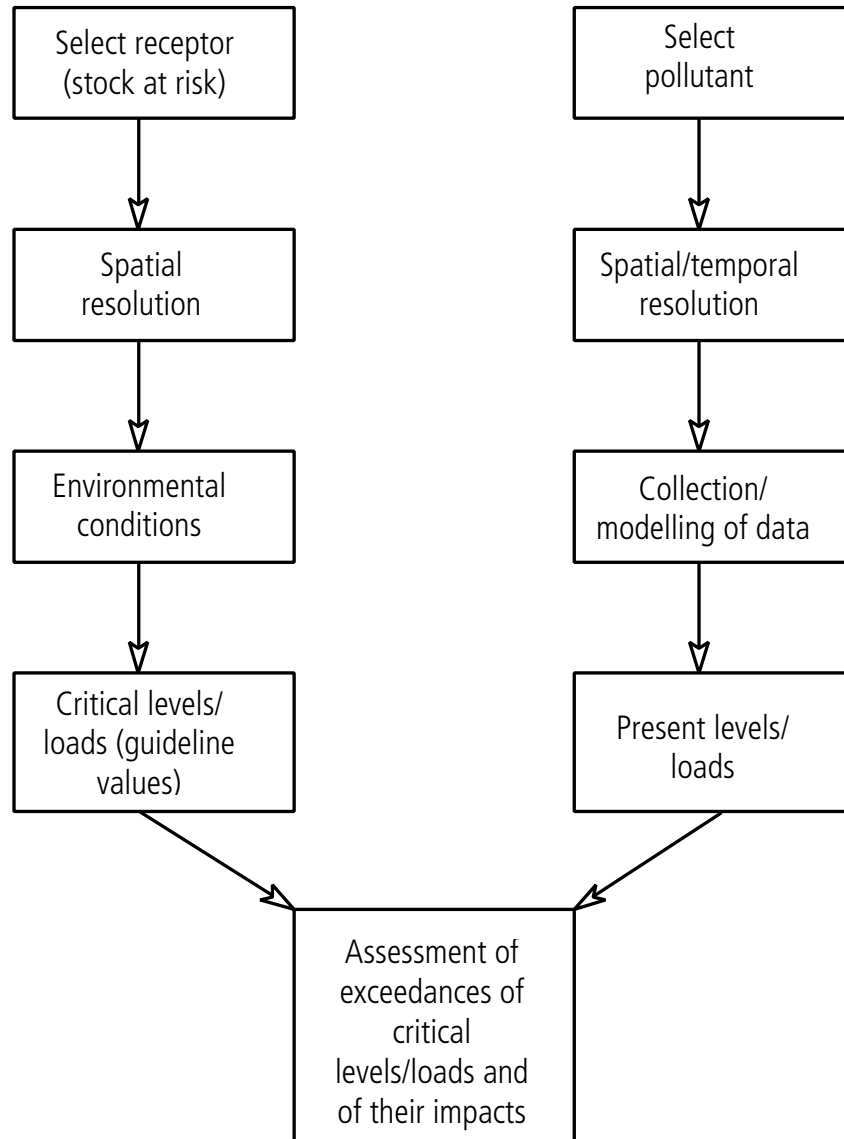 Select receptor
(stock at risk)
Select
pollutant
Spatial
resolution
Spatial/temporal
resolution
Environmental
conditions
Collection/
modelling of data
Critical levels/
loads (guideline
values)
Present levels/
loads
Assessment of
exceedances of
critical
levels/loads and
of their impacts